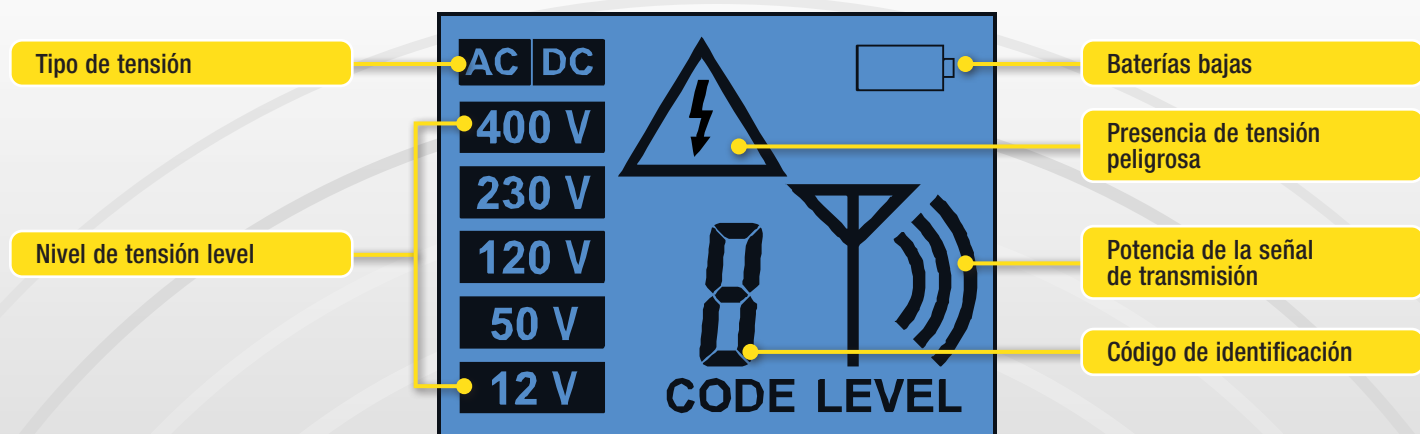 Tipo de tensión
Nivel de tensión level
AC DC
400 V
230 V
120 V
50 V
12 V
8
CODE LEVEL
Baterías bajas
Presencia de tensión
peligrosa
Potencia de la señal
de transmisión
Código de identificación